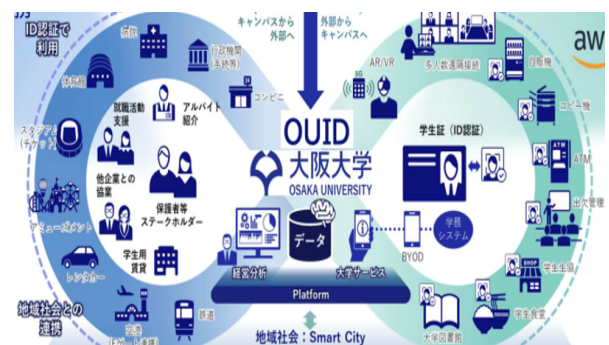 ID認証で
利用
キャンパスから
外部へ
外部から
キャンパスへ
病院
行政機関
(手続等)
コンビニ
体育館
スタジアム
(チケット)
アミューズメント
レンタカー
地域社会との
連携
空港
鉄道
就職活動
支援
アルバイト
紹介
他企業との
協業
保護者等
ステークホルダー
学生用
賃貸
OUID
大阪大学
OSAKA UNIVERSITY
データ
経営分析
大学サービス
Platform
地域社会：Smart City
AR/VR
5G
多人数遠隔接続
自販機
aws
コピー機
学生証（ID認証）
ATM
ATM
出欠管理
BYOD
学務
システム
SHOP
学生生協
学生食堂
大学図書館